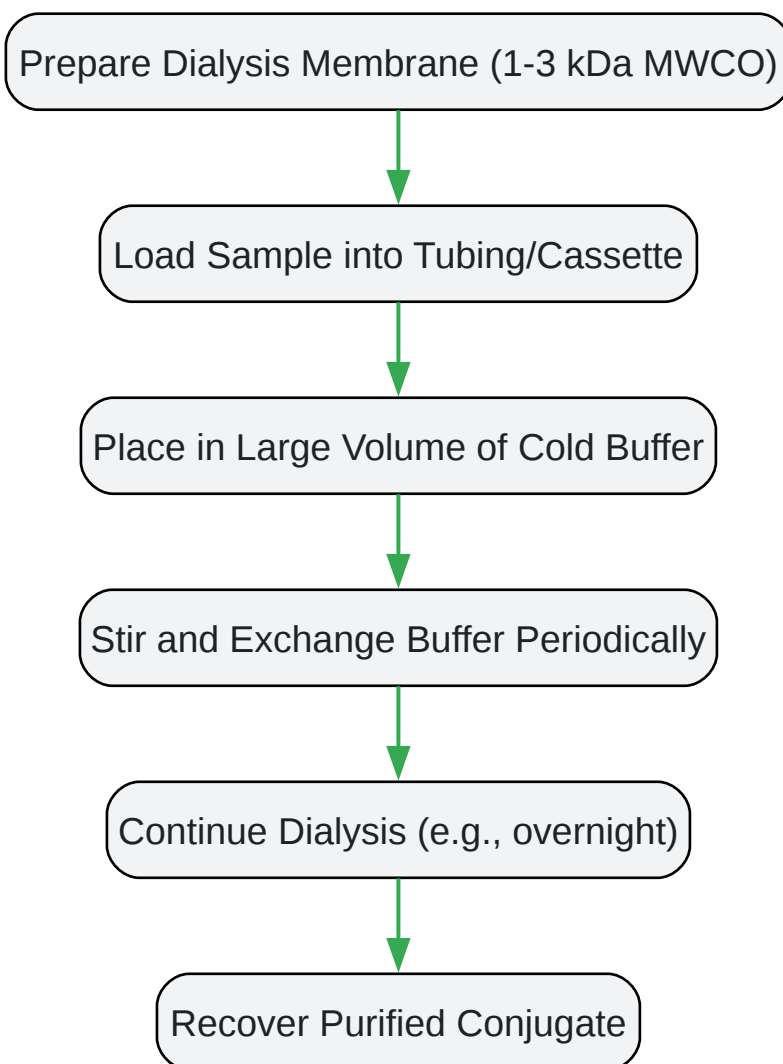 Prepare Dialysis Membrane (1-3 kDa MWCO)
Load Sample into Tubing/Cassette
Place in Large Volume of Cold Buffer
Stir and Exchange Buffer Periodically
Continue Dialysis (e.g., overnight)
Recover Purified Conjugate